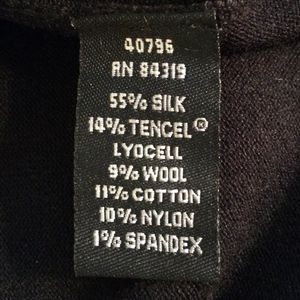 40796
RN 84319
55% SILK
14% TENCEL®
LYOCELL
9% WOOL
11% COTTON
10% NYLON
1% SPANDEX